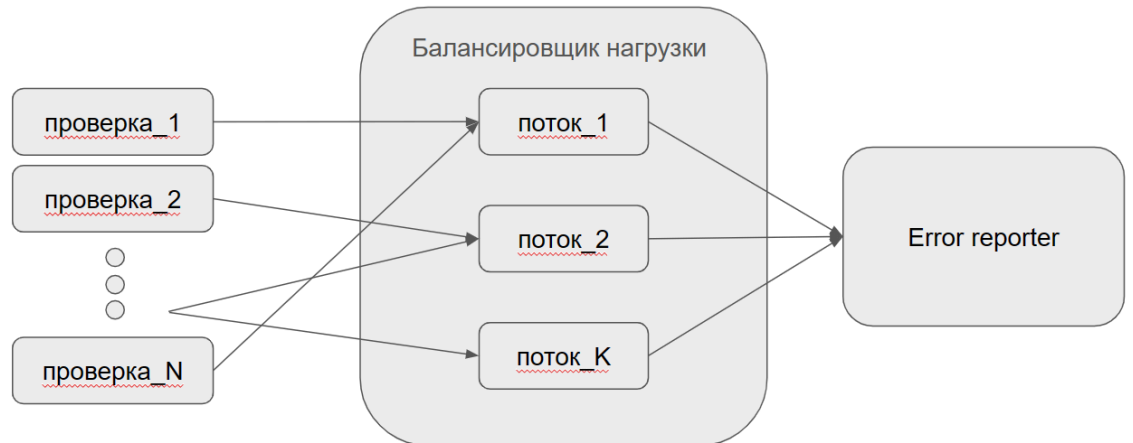 Балансировщик нагрузки
проверка_1
поток_1
проверка_2
поток_2
Error reporter
проверка_N
поток_K